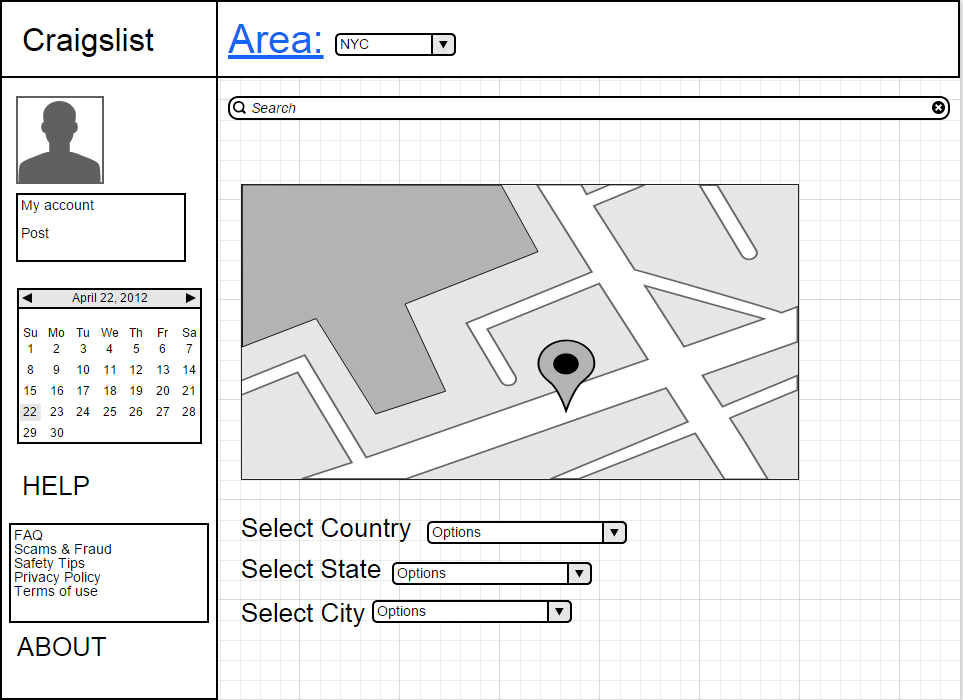 Craigslist
Area: NYC
Search
My account
Post
April 22, 2012
Su Mo Tu We Th Fr Sa
1 2 3 4 5 6 7
8 9 10 11 12 13 14
15 16 17 18 19 20 21
22 23 24 25 26 27 28
29 30
HELP
FAQ
Scams & Fraud
Safety Tips
Privacy Policy
Terms of use
ABOUT
Select Country Options
Select State Options
Select City Options